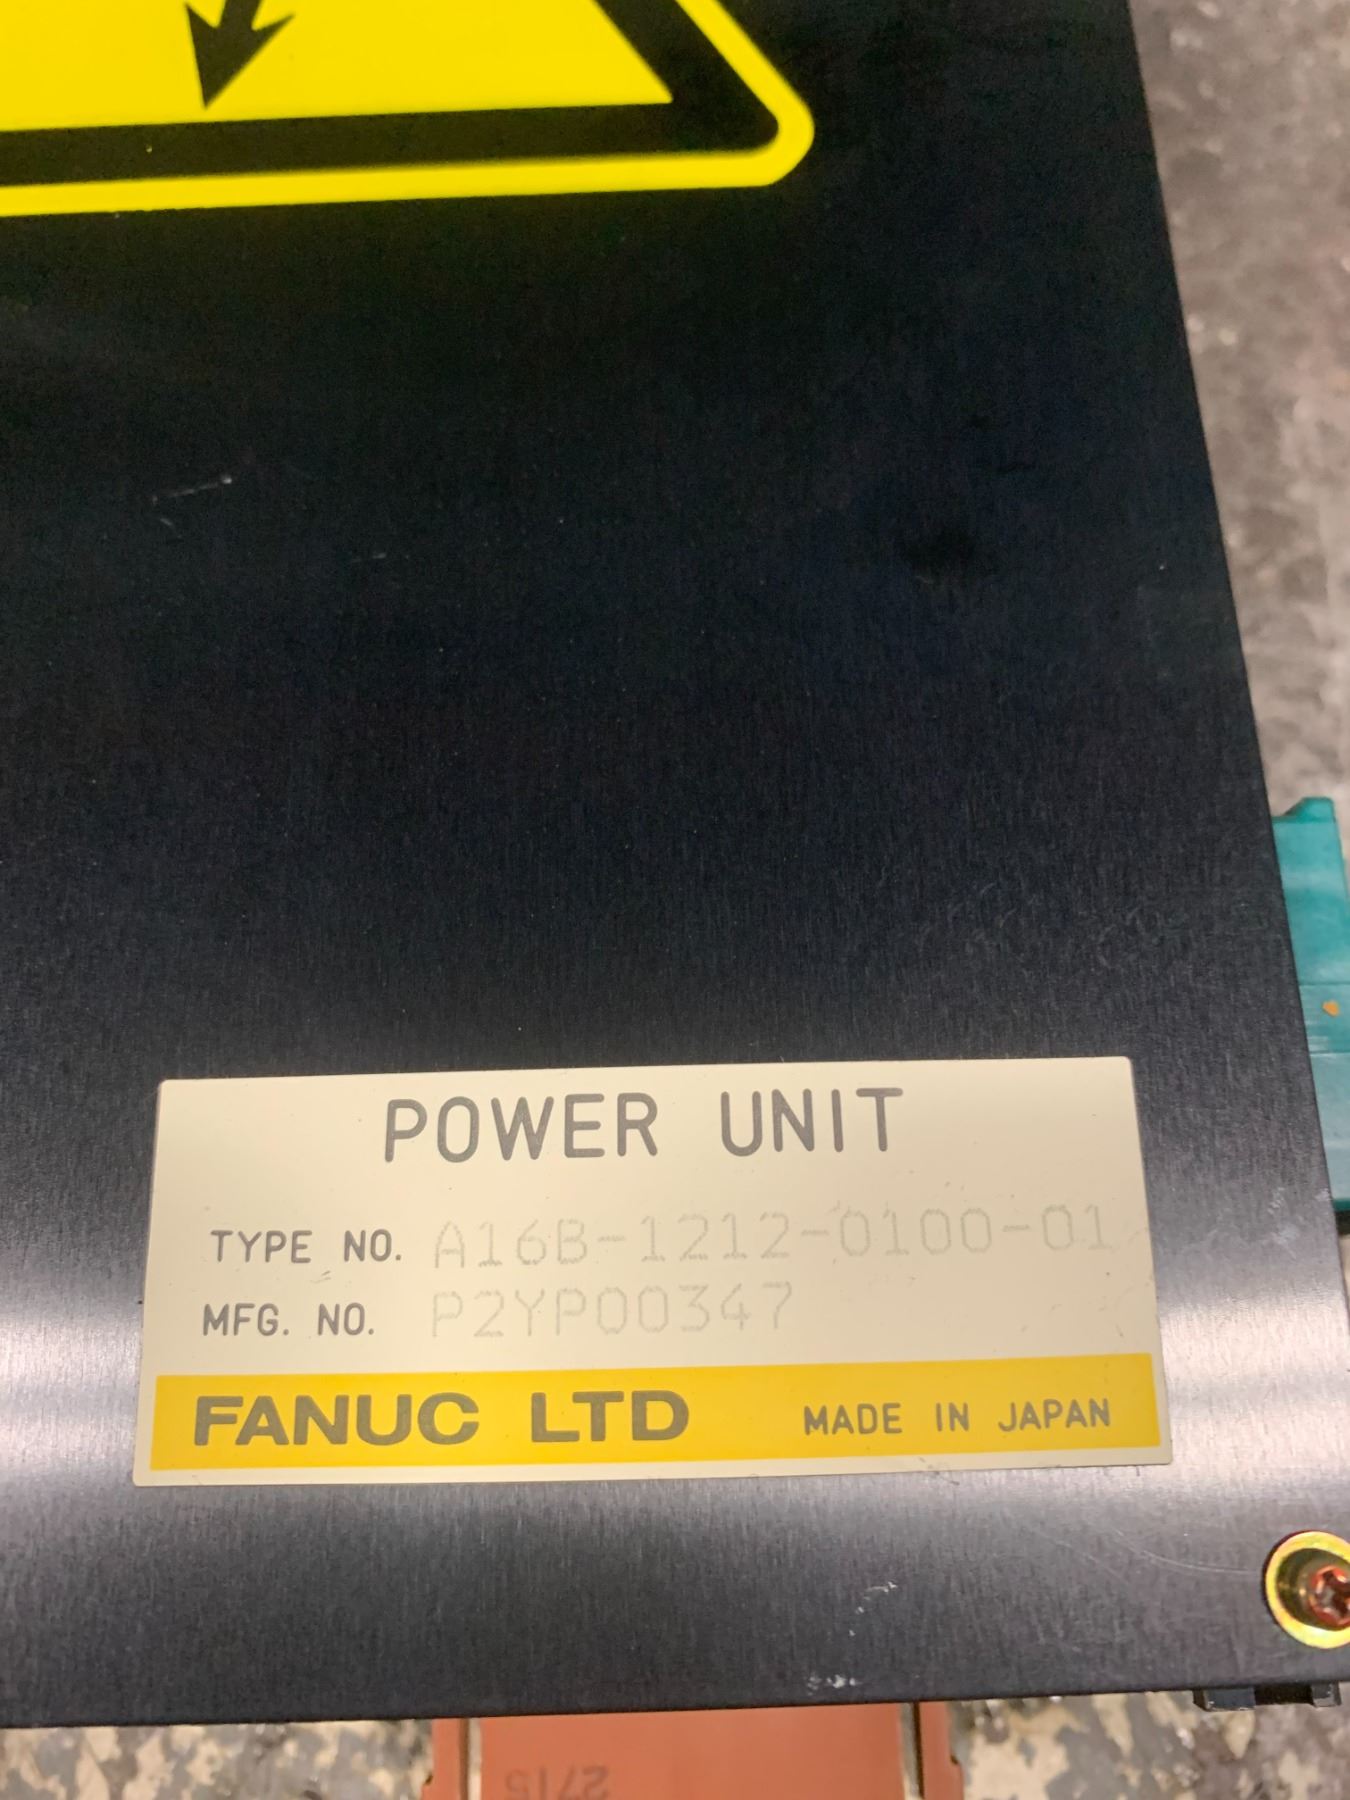 POWER UNIT
TYPE NO. A16B-1212-0100-01
MFG. NO. P2YP00347
FANUC LTD MADE IN JAPAN